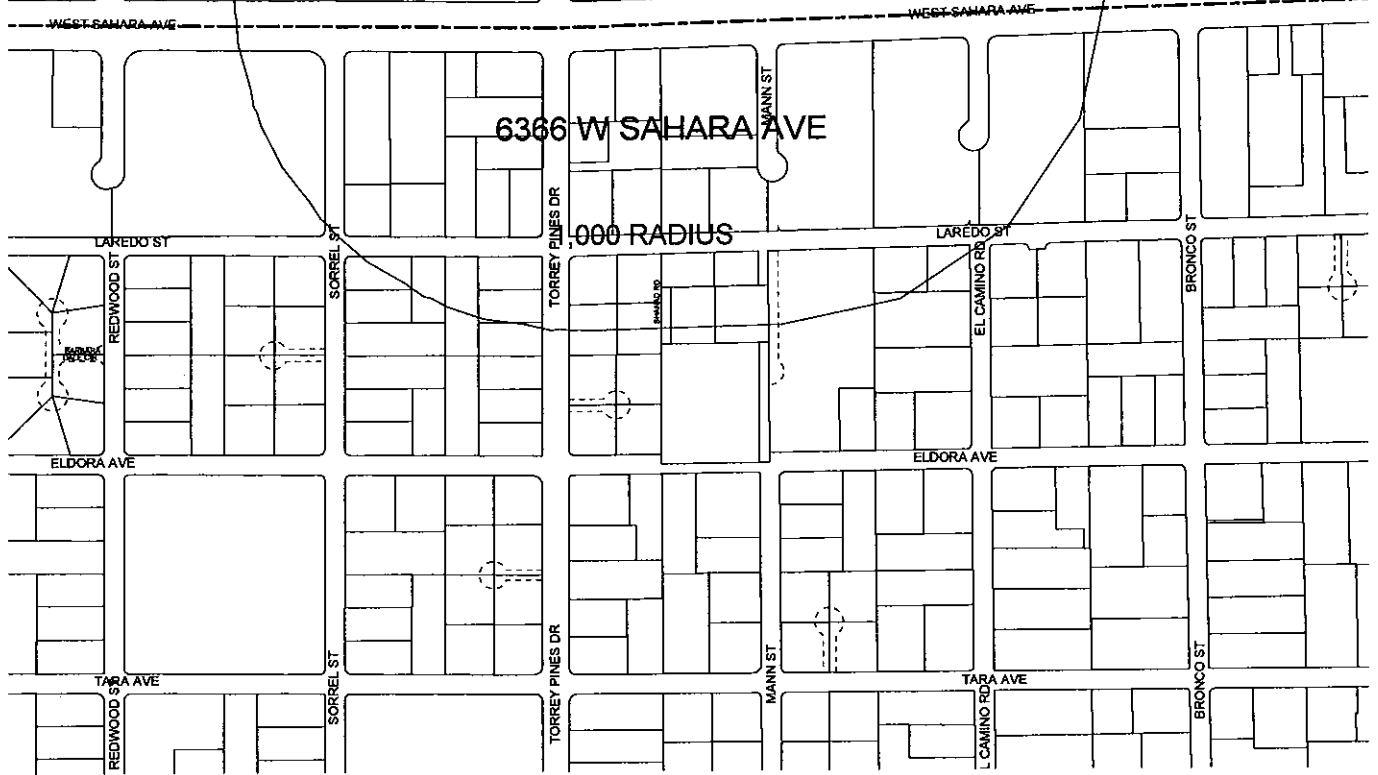 WEST SAHARA AVE
WEST SAHARA AVE
MANN ST
6366 W SAHARA AVE
TORREY PINES DR
1,000 RADIUS
LAREDO ST
LAREDO ST
SORREL ST
BRONCO ST
REDWOOD ST
EL CAMINO RD
ELDORA AVE
ELDORA AVE
TARA AVE
TARA AVE
REDWOOD ST
SORREL ST
TORREY PINES DR
MANN ST
L CAMINO RD
BRONCO ST